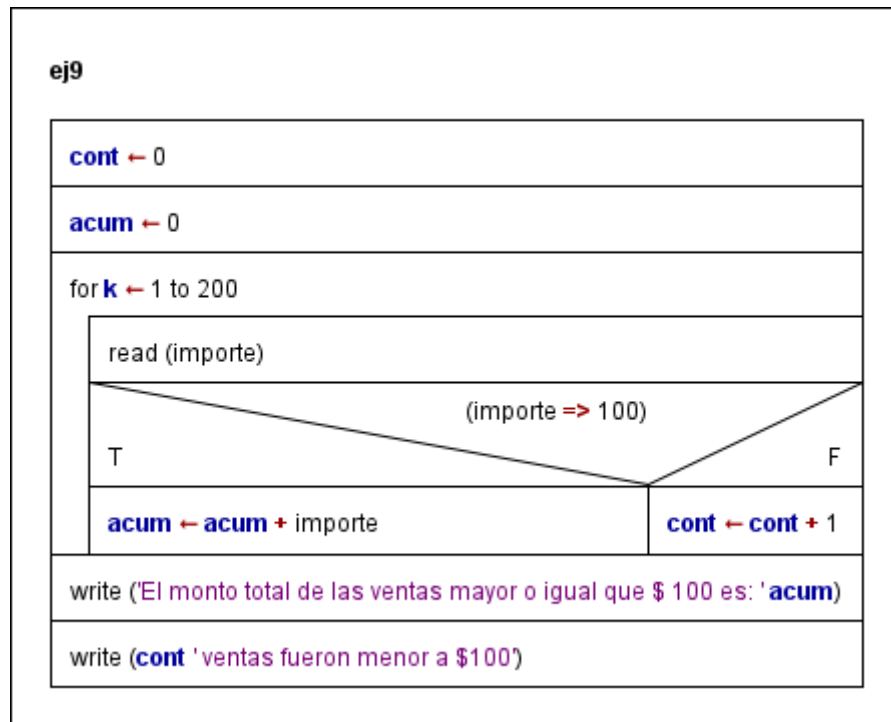 ej9
cont ← 0
acum ← 0
for k ← 1 to 200
read (importe)
(importe => 100)
T F
acum ← acum + importe cont ← cont + 1
write ('El monto total de las ventas mayor o igual que $ 100 es: ' acum)
write (cont ' ventas fueron menor a $100')